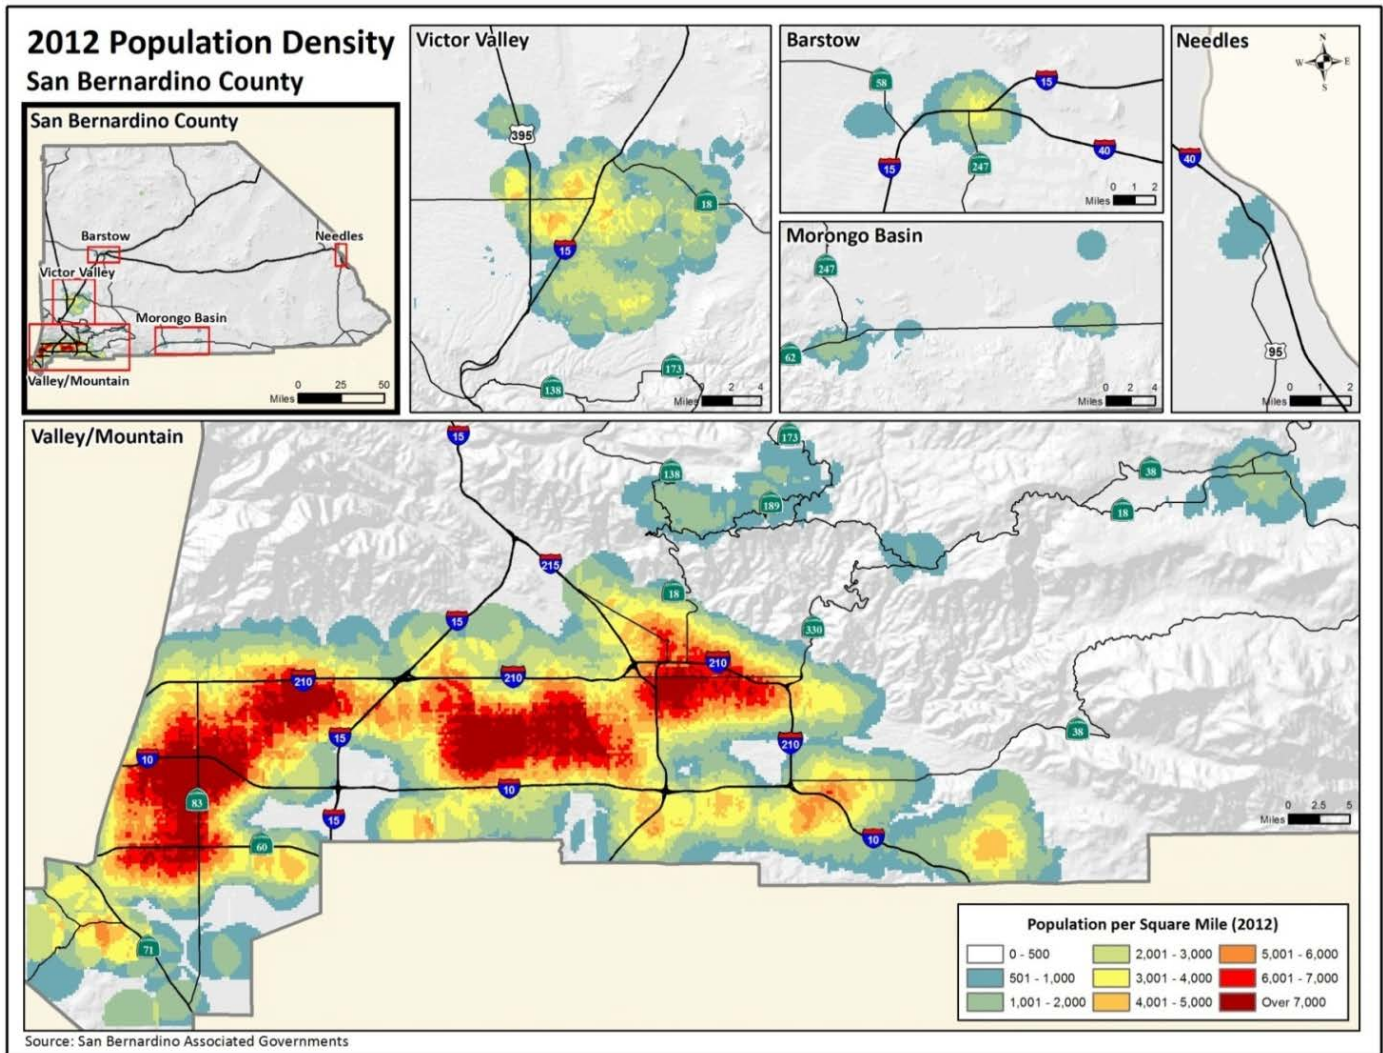 2012 Population Density
San Bernardino County
San Bernardino County
Barstow
Needles
Victor Valley
Morongo Basin
Valley/Mountain
0 25 50
Miles
Victor Valley
395
18
15
173
138
0 2 4
Miles
Barstow
58
15
40
15
247
0 1 2
Miles
Morongo Basin
247
62
0 2 4
Miles
Needles
N
W E
S
40
95
0 1 2
Miles
Valley/Mountain
15
173
138
38
189
18
215
18
15
330
210
210
210
38
15
210
10
10
83
15
60
10
71
0 2.5 5
Miles
Population per Square Mile (2012)
0 - 500
2,001 - 3,000
5,001 - 6,000
501 - 1,000
3,001 - 4,000
6,001 - 7,000
1,001 - 2,000
4,001 - 5,000
Over 7,000
Source: San Bernardino Associated Governments